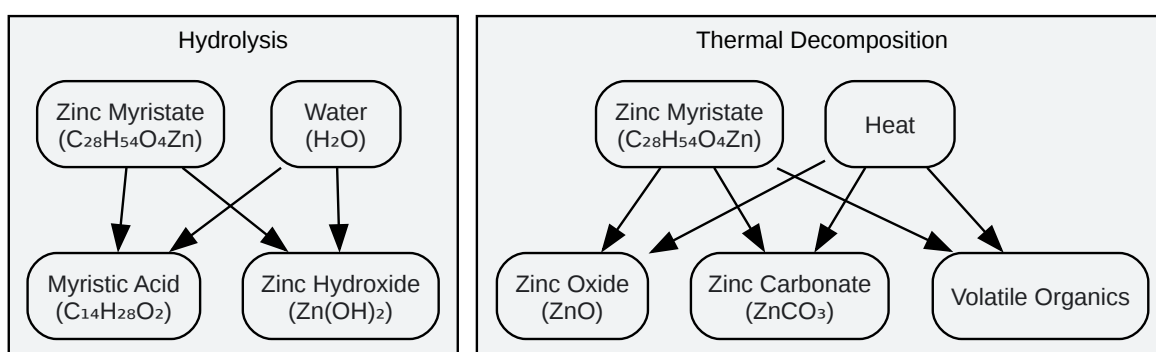 Hydrolysis
Zinc Myristate
(C₂₈H₅₄O₄Zn)
Water
(H₂O)
Myristic Acid
(C₁₄H₂₈O₂)
Zinc Hydroxide
(Zn(OH)₂)
Thermal Decomposition
Zinc Myristate
(C₂₈H₅₄O₄Zn)
Heat
Zinc Oxide
(ZnO)
Zinc Carbonate
(ZnCO₃)
Volatile Organics